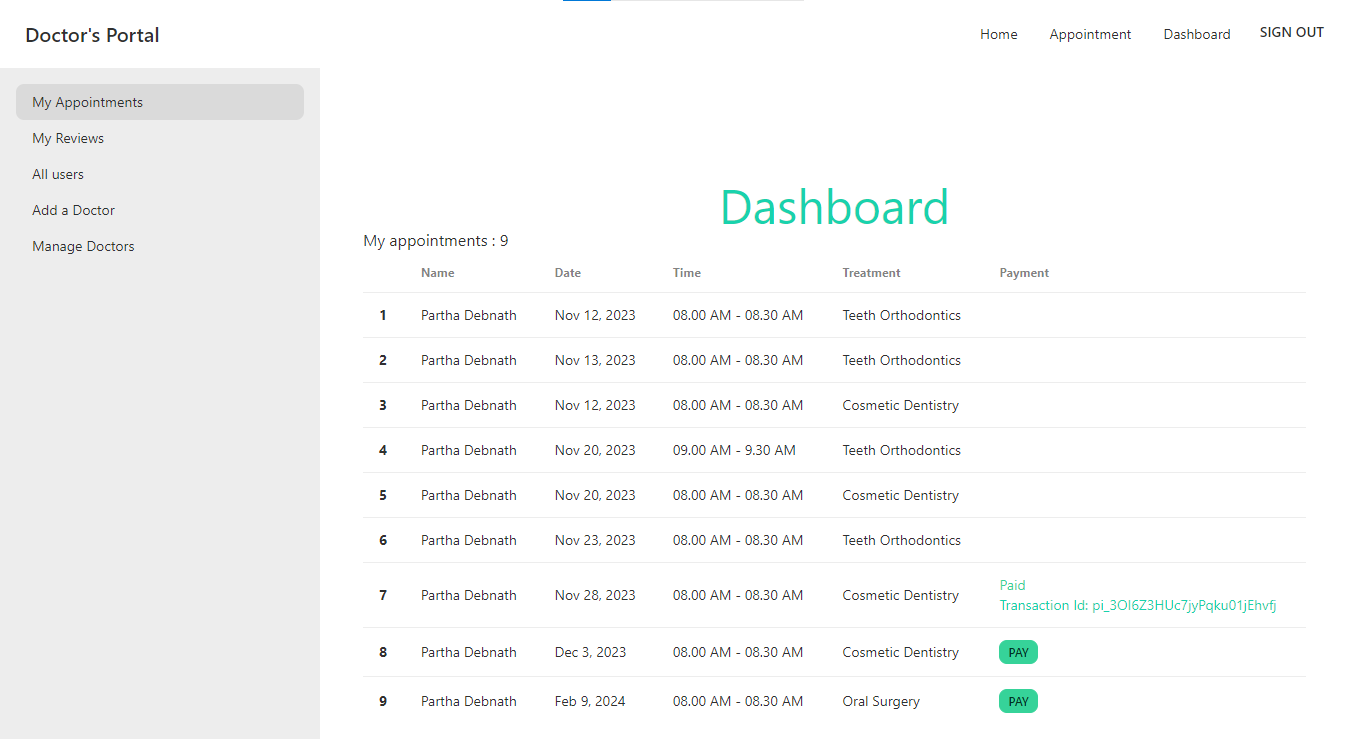 Doctor's Portal
Home Appointment Dashboard SIGN OUT
My Appointments
My Reviews
All users
Add a Doctor
Manage Doctors
Dashboard
My appointments : 9
Name Date Time Treatment Payment
1 Partha Debnath Nov 12, 2023 08.00 AM - 08.30 AM Teeth Orthodontics
2 Partha Debnath Nov 13, 2023 08.00 AM - 08.30 AM Teeth Orthodontics
3 Partha Debnath Nov 12, 2023 08.00 AM - 08.30 AM Cosmetic Dentistry
4 Partha Debnath Nov 20, 2023 09.00 AM - 9.30 AM Teeth Orthodontics
5 Partha Debnath Nov 20, 2023 08.00 AM - 08.30 AM Cosmetic Dentistry
6 Partha Debnath Nov 23, 2023 08.00 AM - 08.30 AM Teeth Orthodontics
7 Partha Debnath Nov 28, 2023 08.00 AM - 08.30 AM Cosmetic Dentistry Paid
Transaction Id: pi_3OI6Z3HUc7jyPqku01jEhvfj
8 Partha Debnath Dec 3, 2023 08.00 AM - 08.30 AM Cosmetic Dentistry PAY
9 Partha Debnath Feb 9, 2024 08.00 AM - 08.30 AM Oral Surgery PAY